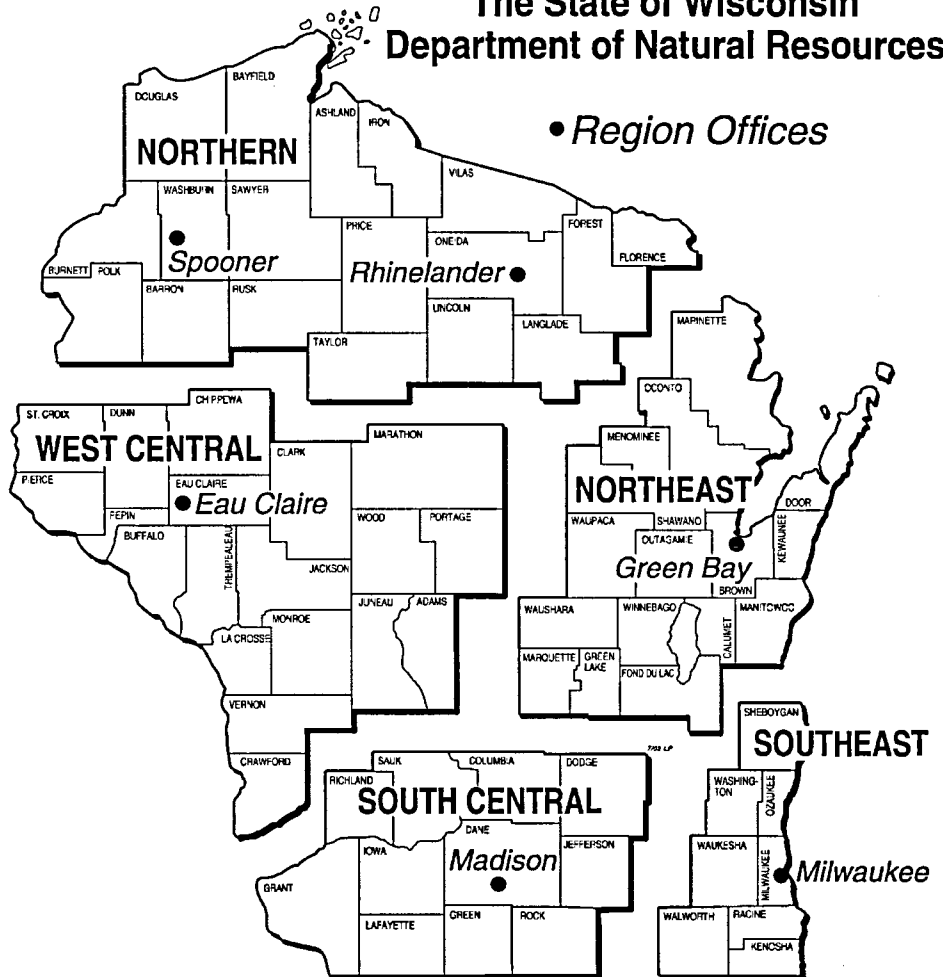 The State of Wisconsin
Department of Natural Resources
• Region Offices
NORTHERN
DOUGLAS
BAYFIELD
ASHLAND
IRON
VILAS
WASHBURN
SAWYER
PRICE
ONEIDA
FOREST
FLORENCE
Spooner
Rhinelander
BURNETT
POLK
BARRON
RUSK
LINCOLN
LANGLADE
TAYLOR
WEST CENTRAL
ST. CROIX
DUNN
CHIPPEWA
CLARK
MARATHON
PIERCE
EAU CLAIRE
Eau Claire
PEPIN
BUFFALO
TREMPEALEAU
JACKSON
WOOD
PORTAGE
JUNEAU
ADAMS
MONROE
LA CROSSE
VERNON
CRAWFORD
NORTHEAST
MARINETTE
OCONTO
MENOMINEE
DOOR
WAUPACA
SHAWANO
OUTAGAMIE
KEWAUNEE
Green Bay
BROWN
WAUSHARA
WINNEBAGO
CALUMET
MANITOWOC
MARQUETTE
GREEN
LAKE
FOND DU LAC
7/03 LP
SOUTH CENTRAL
SAUK
COLUMBIA
DODGE
RICHLAND
DANE
IOWA
Madison
JEFFERSON
GRANT
LAFAYETTE
GREEN
ROCK
SOUTHEAST
SHEBOYGAN
WASHING-
TON
OZAUKEE
WAUKESHA
MILWAUKEE
Milwaukee
WALWORTH
RACINE
KENOSHA